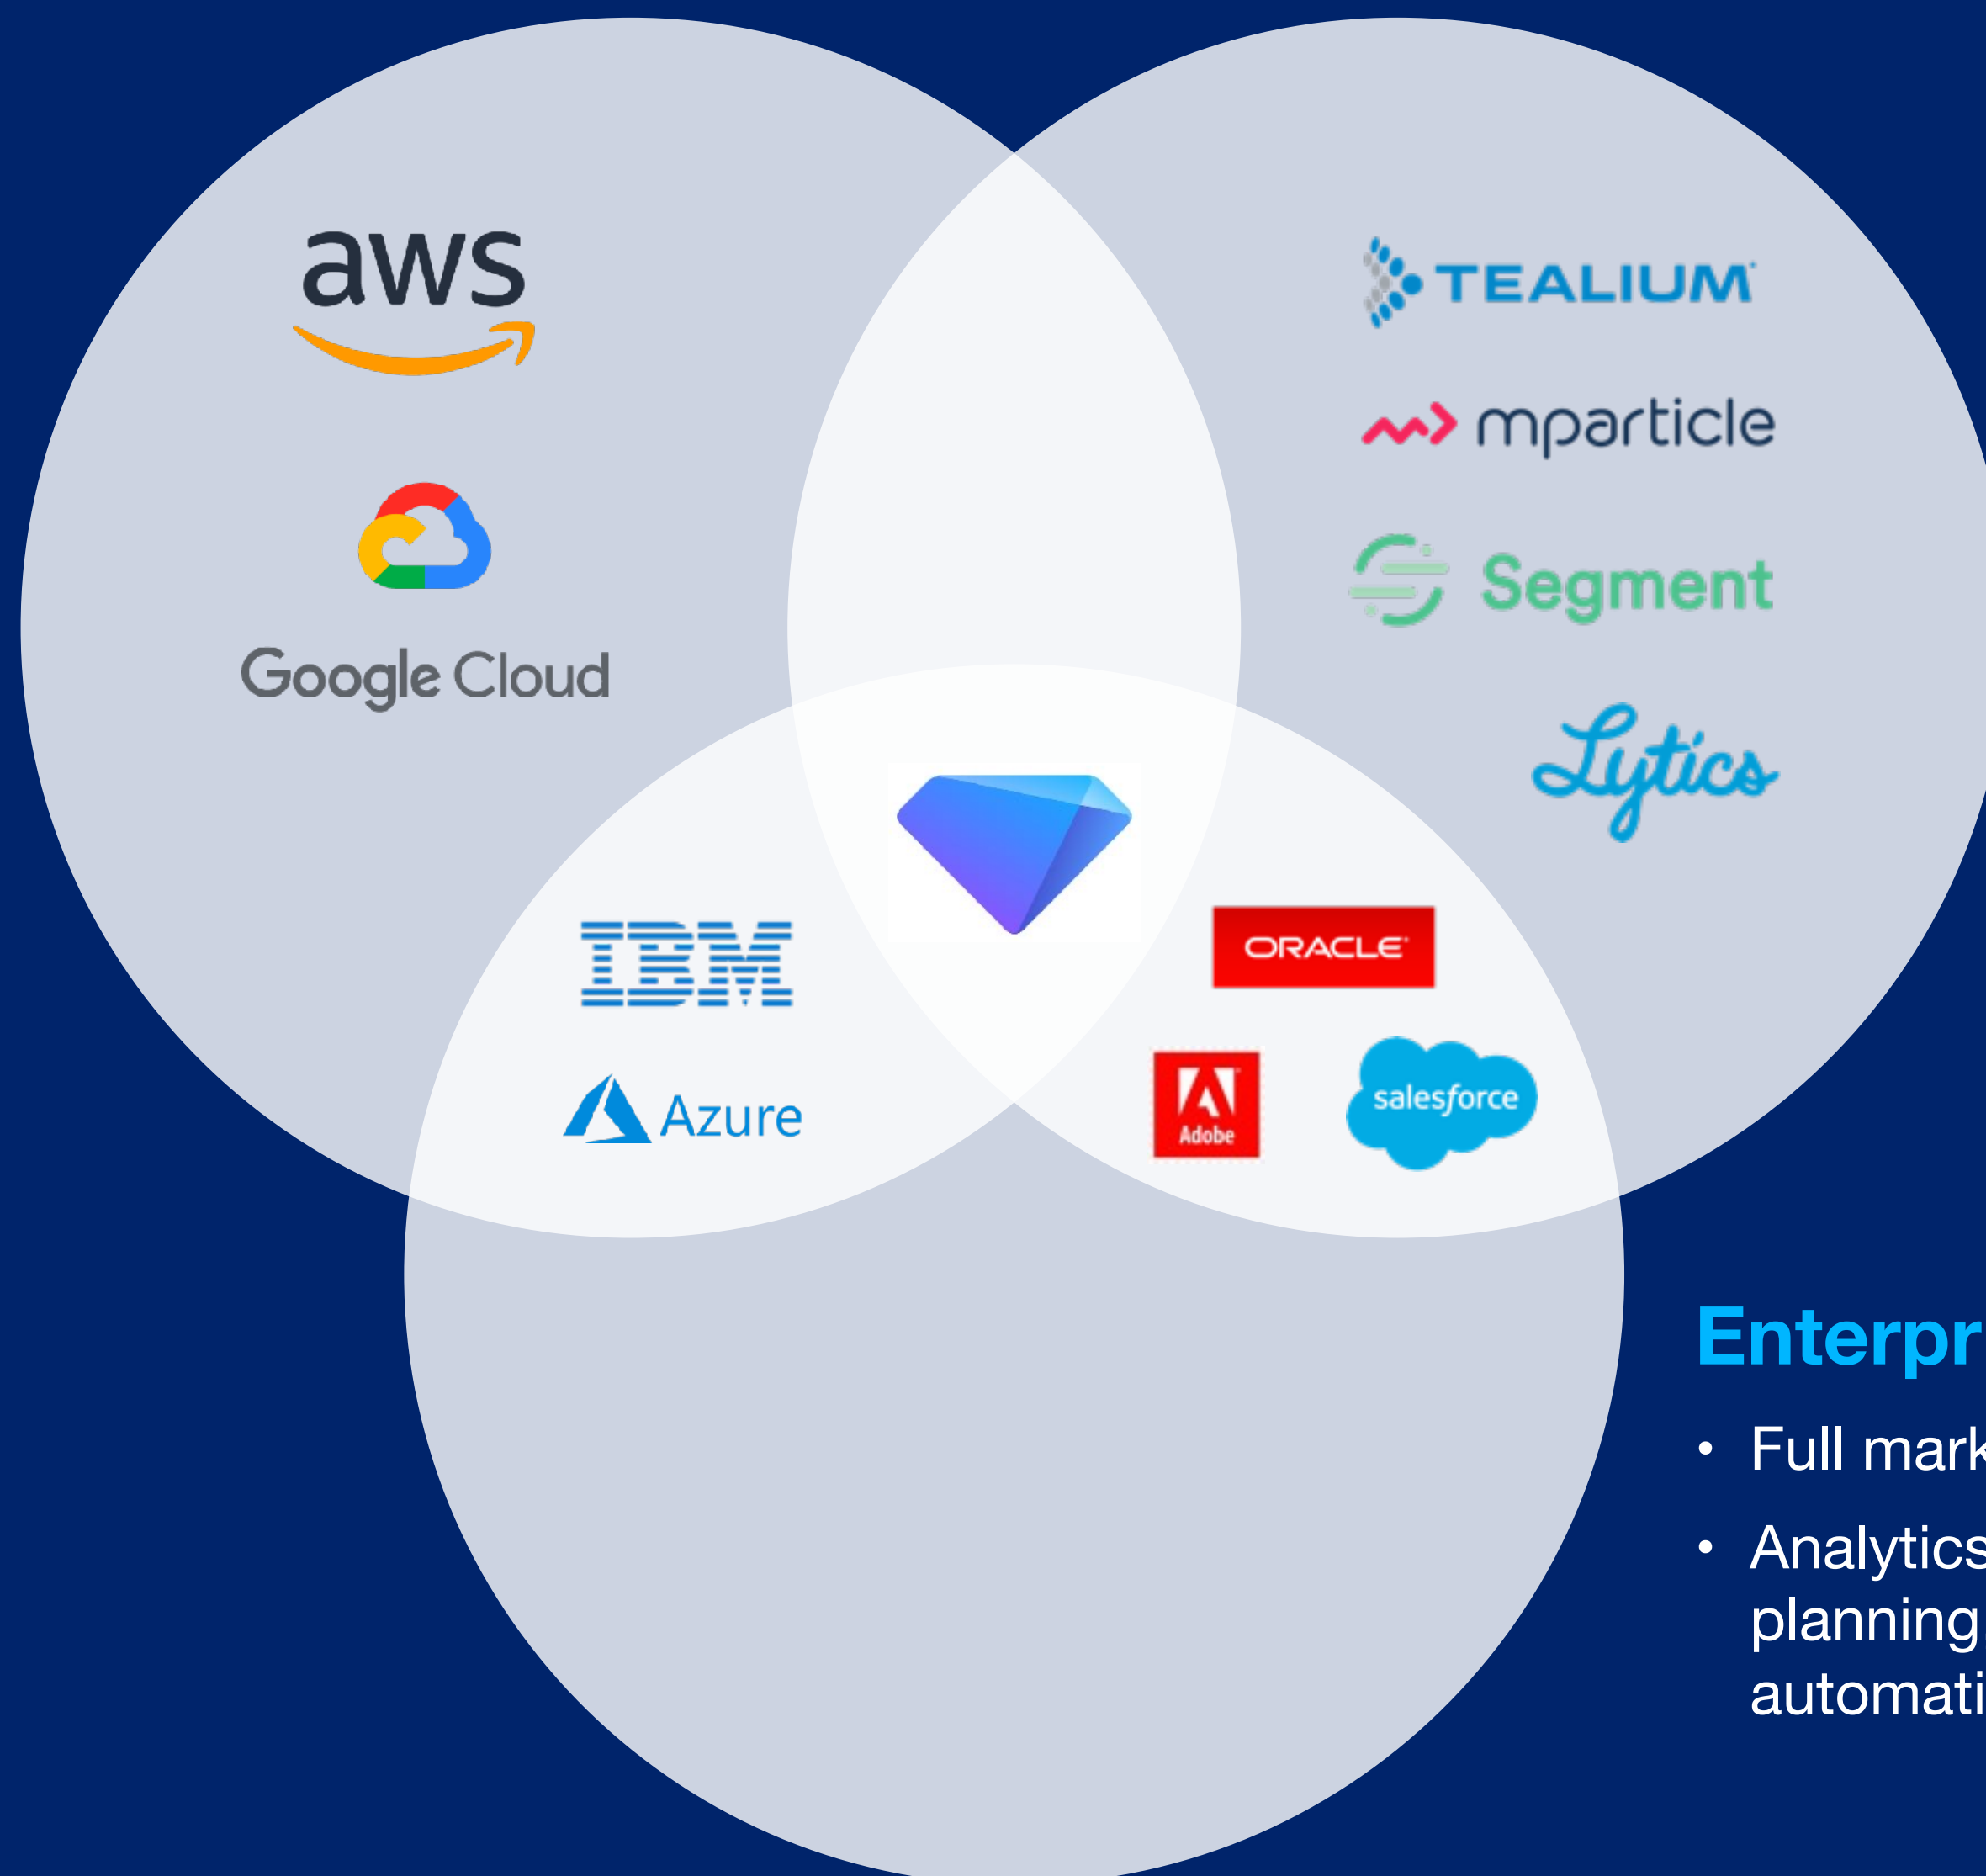 aws
TEALIUM
mparticle
Segment
Google Cloud
Lytics
IBM
ORACLE
Azure
Adobe
salesforce
Enterpr
• Full mark
• Analytics
planning
automati